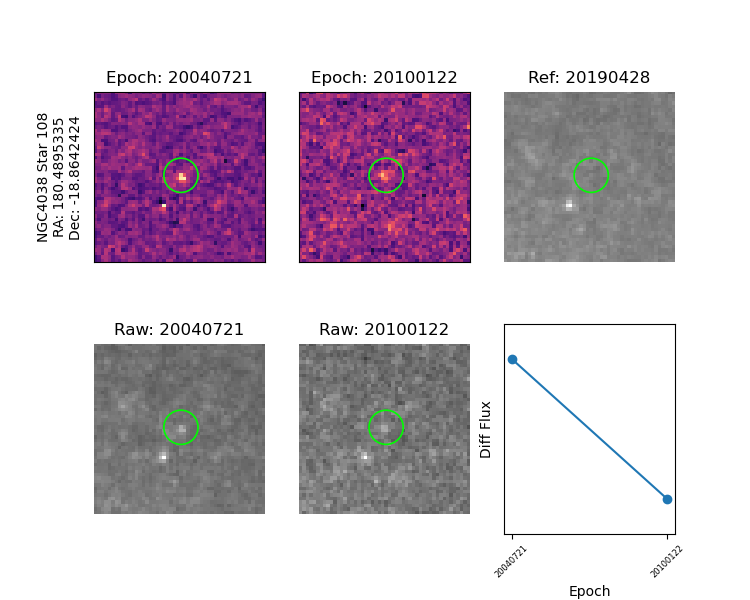 NGC4038 Star 108
RA: 180.4895335
Dec: -18.8642424
Epoch: 20040721
Epoch: 20100122
Ref: 20190428
Raw: 20040721
Raw: 20100122
Diff Flux
20040721
20100122
Epoch